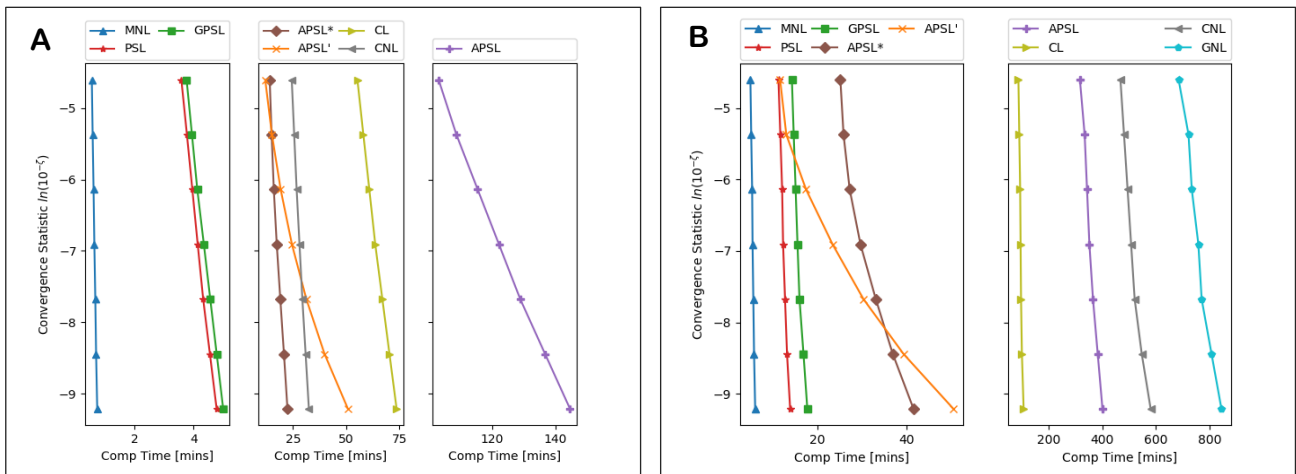 A
MNL
PSL
GPSL
APSL*
APSL'
CL
CNL
APSL
Convergence Statistic ln(10^{-ζ})
−5
−6
−7
−8
−9
2 4
25 50 75
120 140
Comp Time [mins]
Comp Time [mins]
Comp Time [mins]
B
MNL
PSL
GPSL
APSL*
APSL'
APSL
CL
CNL
GNL
Convergence Statistic ln(10^{-ζ})
−5
−6
−7
−8
−9
20 40
200 400 600 800
Comp Time [mins]
Comp Time [mins]